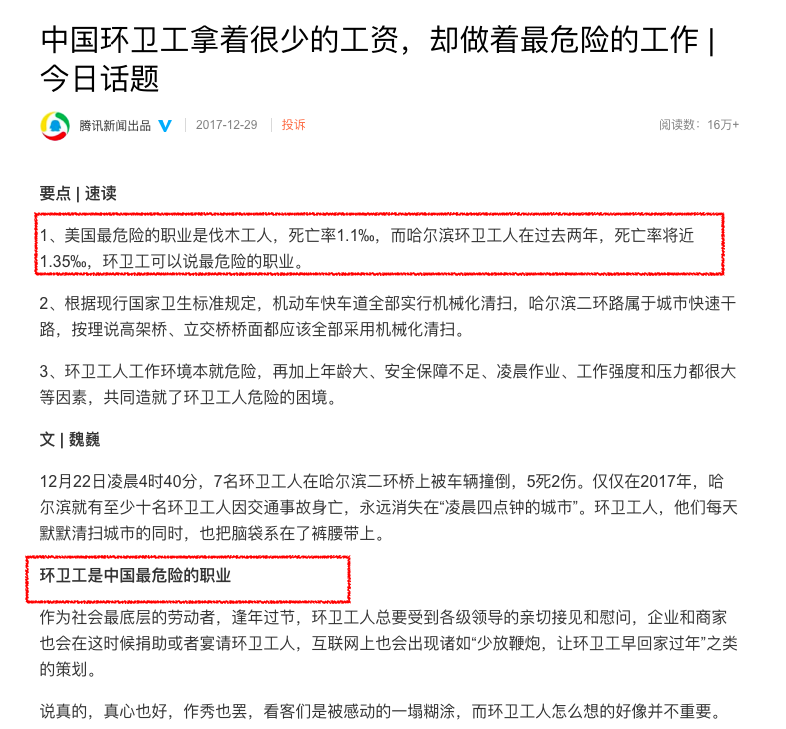 中国环卫工拿着很少的工资，却做着最危险的工作 |
今日话题
腾讯新闻出品 2017-12-29 投诉 阅读数：16万+
要点 | 速读
1、美国最危险的职业是伐木工人，死亡率1.1‰，而哈尔滨环卫工人在过去两年，死亡率将近
1.35‰，环卫工可以说最危险的职业。
2、根据现行国家卫生标准规定，机动车快车道全部实行机械化清扫，哈尔滨二环路属于城市快速干
路，按理说高架桥、立交桥桥面都应该全部采用机械化清扫。
3、环卫工人工作环境本就危险，再加上年龄大、安全保障不足、凌晨作业、工作强度和压力都很大
等因素，共同造就了环卫工人危险的困境。
文 | 魏巍
12月22日凌晨4时40分，7名环卫工人在哈尔滨二环桥上被车辆撞倒，5死2伤。仅仅在2017年，哈
尔滨就有至少十名环卫工人因交通事故身亡，永远消失在“凌晨四点钟的城市”。环卫工人，他们每天
默默清扫城市的同时，也把脑袋系在了裤腰带上。
环卫工是中国最危险的职业
作为社会最底层的劳动者，逢年过节，环卫工人总要受到各级领导的亲切接见和慰问，企业和商家
也会在这时候捐助或者宴请环卫工人，互联网上也会出现诸如“少放鞭炮，让环卫工早回家过年”之类
的策划。
说真的，真心也好，作秀也罢，看客们是被感动的一塌糊涂，而环卫工人怎么想的好像并不重要。